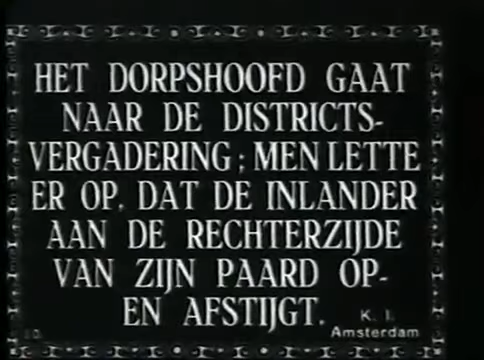 HET DORPSHOOFD GAAT
NAAR DE DISTRICTS-
VERGADERING; MEN LETTE
ER OP, DAT DE INLANDER
AAN DE RECHTERZIJDE
VAN ZIJN PAARD OP-
EN AFSTIJGT.
K. I.
Amsterdam